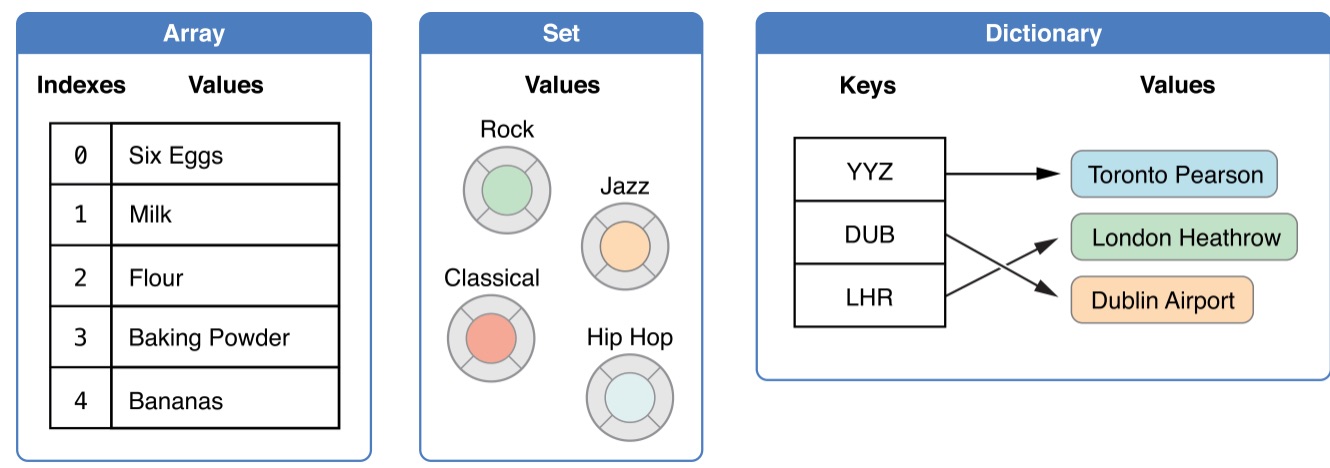 Array
Indexes Values
0 Six Eggs
1 Milk
2 Flour
3 Baking Powder
4 Bananas
Set
Values
Rock
Jazz
Classical
Hip Hop
Dictionary
Keys Values
YYZ Toronto Pearson
DUB London Heathrow
LHR Dublin Airport